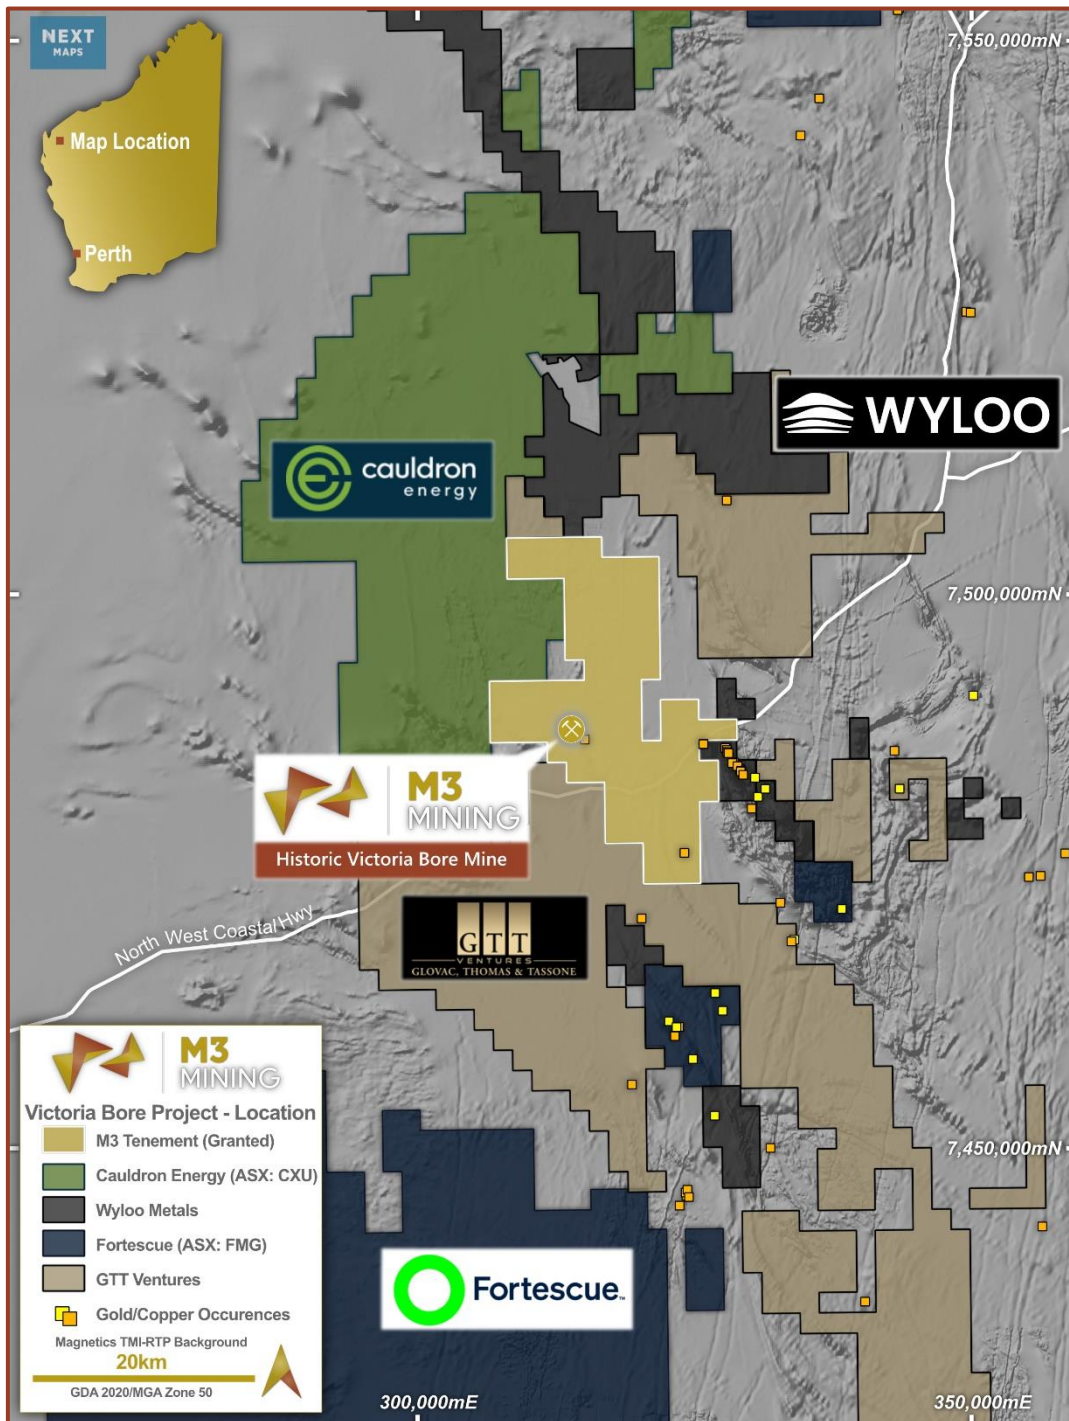 NEXT
MAPS
7,550,000mN
Map Location
Perth
WYLOO
cauldron
energy
7,500,000mN
M3
MINING
Historic Victoria Bore Mine
North West Coastal Hwy
GTT
VENTURES
GLOVAC, THOMAS & TASSONE
M3
MINING
Victoria Bore Project - Location
M3 Tenement (Granted)
Cauldron Energy (ASX: CXU)
Wyloo Metals
Fortescue (ASX: FMG)
GTT Ventures
Gold/Copper Occurences
Magnetics TMI-RTP Background
20km
GDA 2020/MGA Zone 50
7,450,000mN
Fortescue™
300,000mE
350,000mE